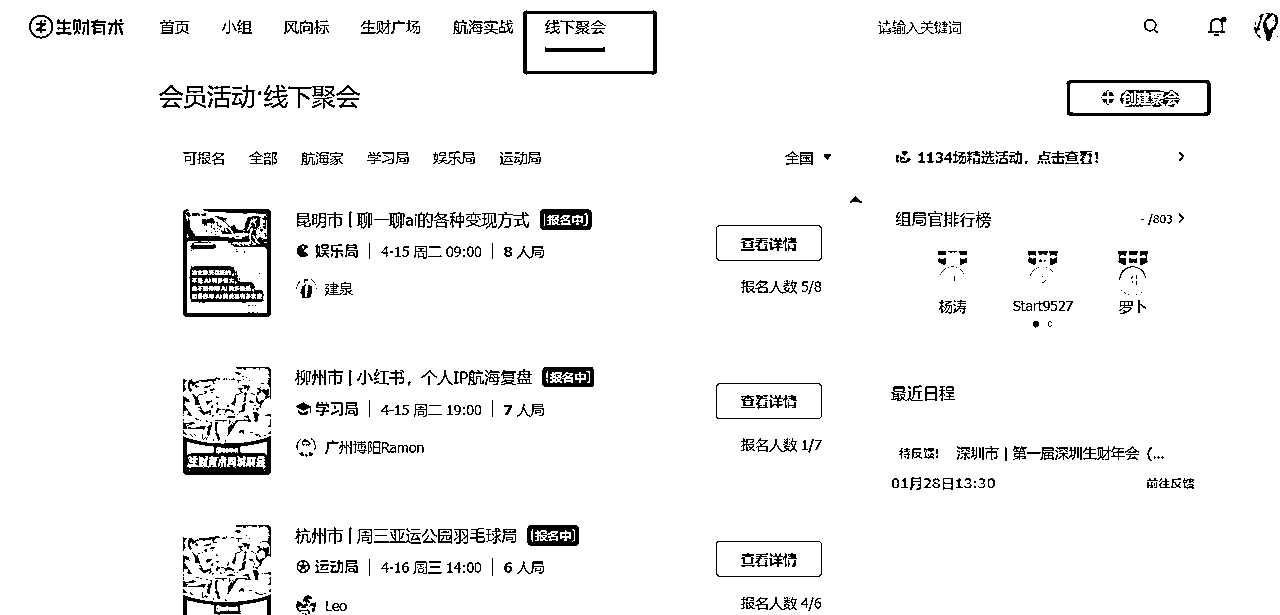 生财有术 首页 小组 风向标 生财广场 航海实战 线下聚会 请输入关键词
会员活动·线下聚会
创建聚会
可报名 全部 航海家 学习局 娱乐局 运动局 全国
1134场精选活动，点击查看！
昆明市 | 聊一聊ai的各种变现方式 [报名中]
娱乐局 | 4-15 周二 09:00 | 8 人局
建泉
查看详情
报名人数 5/8
柳州市 | 小红书，个人IP航海复盘 [报名中]
学习局 | 4-15 周二 19:00 | 7 人局
广州博阳Ramon
查看详情
报名人数 1/7
杭州市 | 周三亚运公园羽毛球局 [报名中]
运动局 | 4-16 周三 14:00 | 6 人局
Leo
查看详情
报名人数 4/6
组局官排行榜 - /803
杨涛 Start9527 罗卜
最近日程
待反馈! 深圳市 | 第一届深圳生财年会（...
01月28日13:30 前往反馈